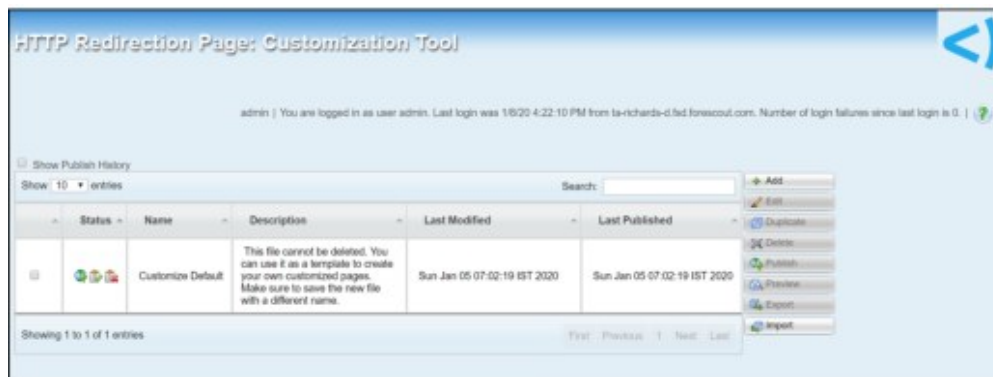 HTTP Redirection Page: Customization Tool
admin | You are logged in as user admin. Last login was 1/8/20 4:22:10 PM from ta-richards-d.fsd.forescout.com. Number of login failures since last login is 0. |
Show Publish History
Show 10 entries
Search:
Status Name Description Last Modified Last Published
Customize Default
This file cannot be deleted. You
can use it as a template to create
your own customized pages.
Make sure to save the new file
with a different name.
Sun Jan 05 07:02:19 IST 2020
Sun Jan 05 07:02:19 IST 2020
Showing 1 to 1 of 1 entries
First Previous 1 Next Last
Add
Edit
Duplicate
Delete
Publish
Preview
Export
Import